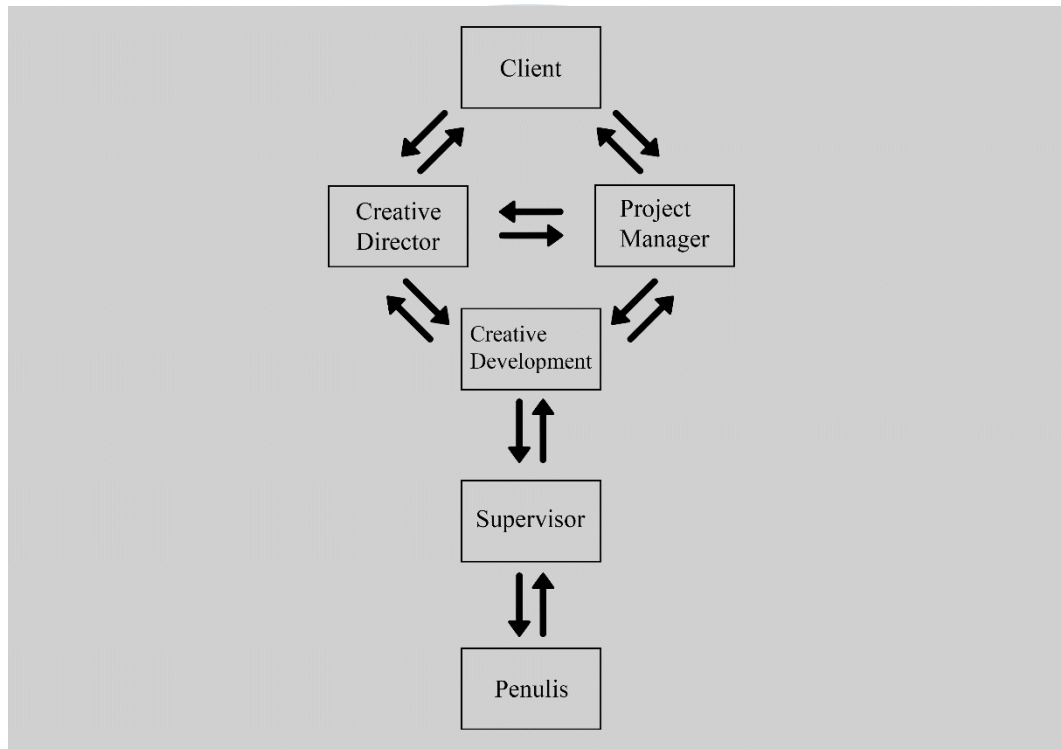 Client
Creative
Director
Project
Manager
Creative
Development
Supervisor
Penulis